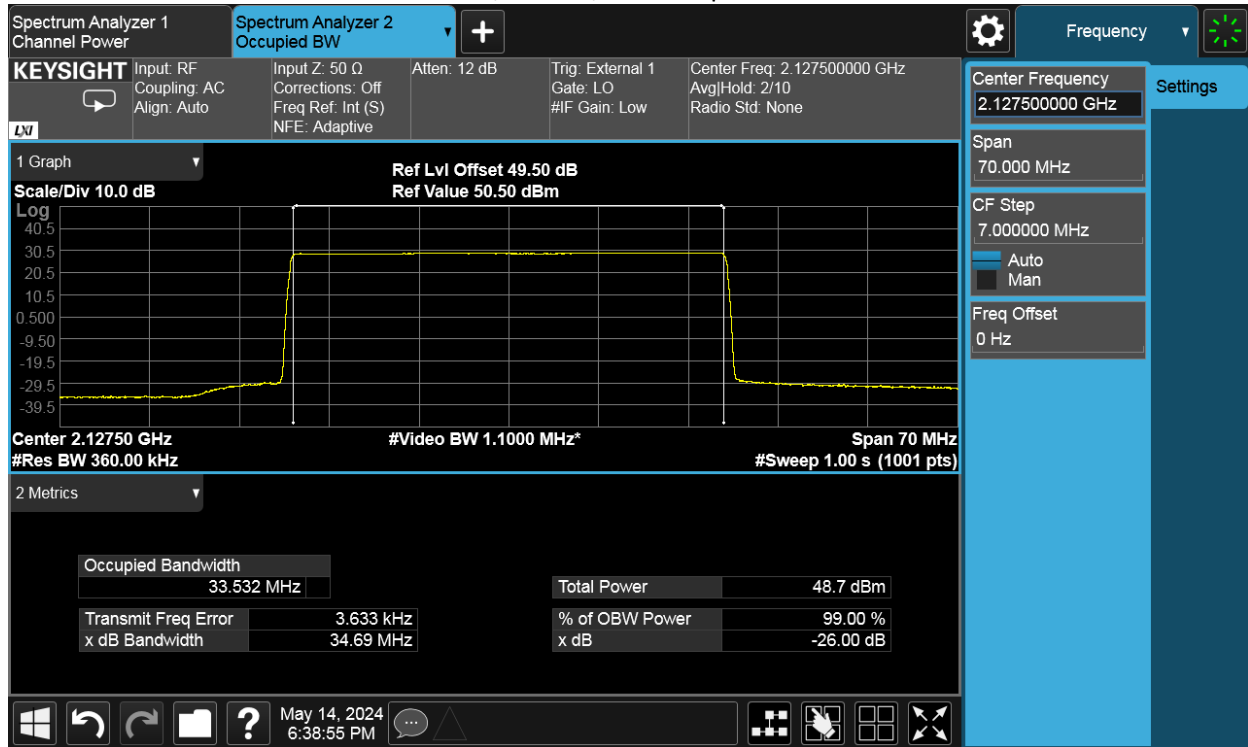 Spectrum Analyzer 1
Channel Power
Spectrum Analyzer 2
Occupied BW
Frequency
KEYSIGHT
LXI
Input: RF
Coupling: AC
Align: Auto
Input Z: 50 Ω
Corrections: Off
Freq Ref: Int (S)
NFE: Adaptive
Atten: 12 dB
Trig: External 1
Gate: LO
#IF Gain: Low
Center Freq: 2.127500000 GHz
Avg|Hold: 2/10
Radio Std: None
Center Frequency
2.127500000 GHz
Settings
Span
70.000 MHz
CF Step
7.000000 MHz
Auto
Man
Freq Offset
0 Hz
1 Graph
Scale/Div 10.0 dB
Ref Lvl Offset 49.50 dB
Ref Value 50.50 dBm
Log
40.5
30.5
20.5
10.5
0.500
-9.50
-19.5
-29.5
-39.5
Center 2.12750 GHz
#Video BW 1.1000 MHz*
Span 70 MHz
#Res BW 360.00 kHz
#Sweep 1.00 s (1001 pts)
2 Metrics
Occupied Bandwidth
33.532 MHz
Total Power 48.7 dBm
Transmit Freq Error 3.633 kHz
% of OBW Power 99.00 %
x dB Bandwidth 34.69 MHz
x dB -26.00 dB
?
May 14, 2024
6:38:55 PM